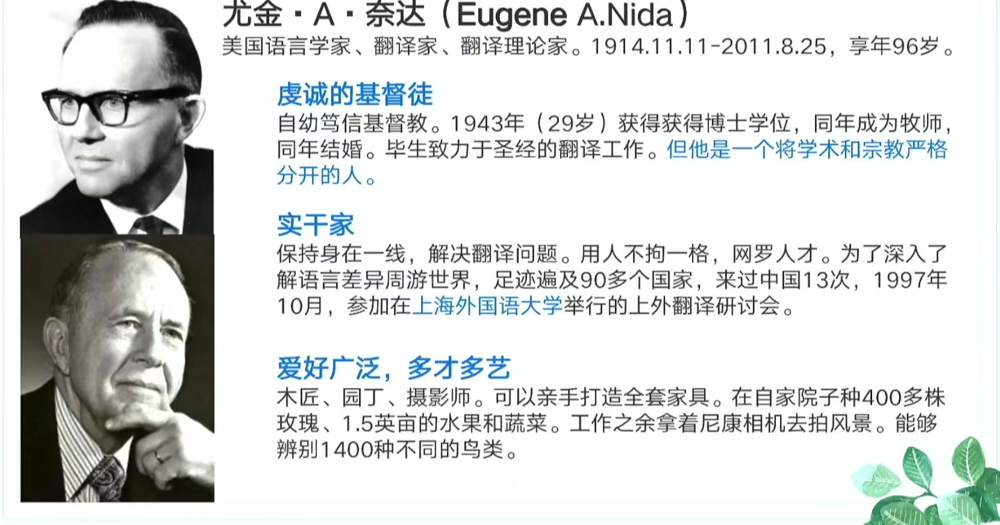 尤金·A·奈达（Eugene A.Nida）
美国语言学家、翻译家、翻译理论家。1914.11.11-2011.8.25，享年96岁。
虔诚的基督徒
自幼笃信基督教。1943年（29岁）获得获得博士学位，同年成为牧师，
同年结婚。毕生致力于圣经的翻译工作。但他是一个将学术和宗教严格
分开的人。
实干家
保持身在一线，解决翻译问题。用人不拘一格，网罗人才。为了深入了
解语言差异周游世界，足迹遍及90多个国家，来过中国13次，1997年
10月，参加在上海外国语大学举行的上外翻译研讨会。
爱好广泛，多才多艺
木匠、园丁、摄影师。可以亲手打造全套家具。在自家院子种400多株
玫瑰、1.5英亩的水果和蔬菜。工作之余拿着尼康相机去拍风景。能够
辨别1400种不同的鸟类。